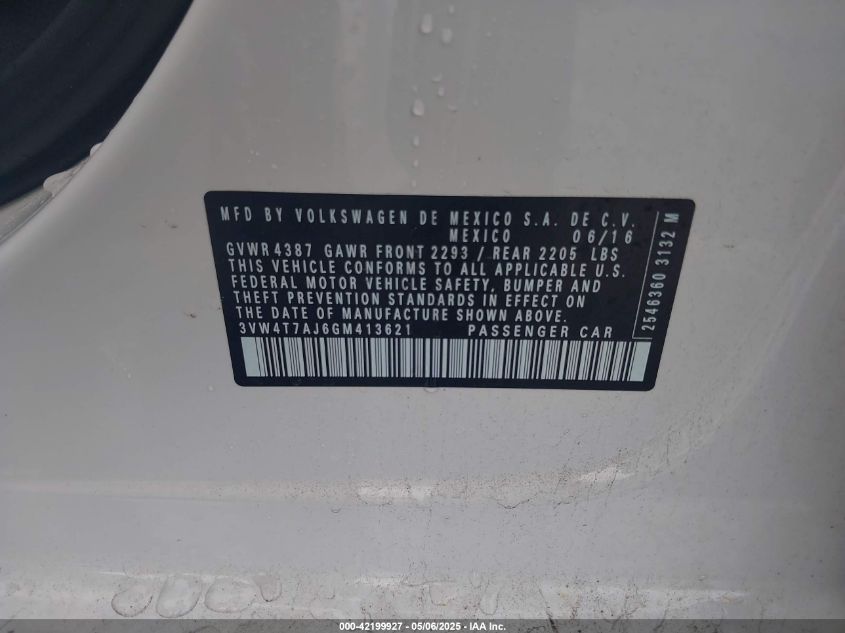 MFD BY VOLKSWAGEN DE MEXICO S.A. DE C.V.
MEXICO 06/16
GVWR 4387 GAWR FRONT 2293 / REAR 2205 LBS
THIS VEHICLE CONFORMS TO ALL APPLICABLE U.S.
FEDERAL MOTOR VEHICLE SAFETY, BUMPER AND
THEFT PREVENTION STANDARDS IN EFFECT ON
THE DATE OF MANUFACTURE SHOWN ABOVE.
3VW4T7AJ6GM413621 PASSENGER CAR
2546360 3132 M
000-42199927 - 05/06/2025 - IAA Inc.